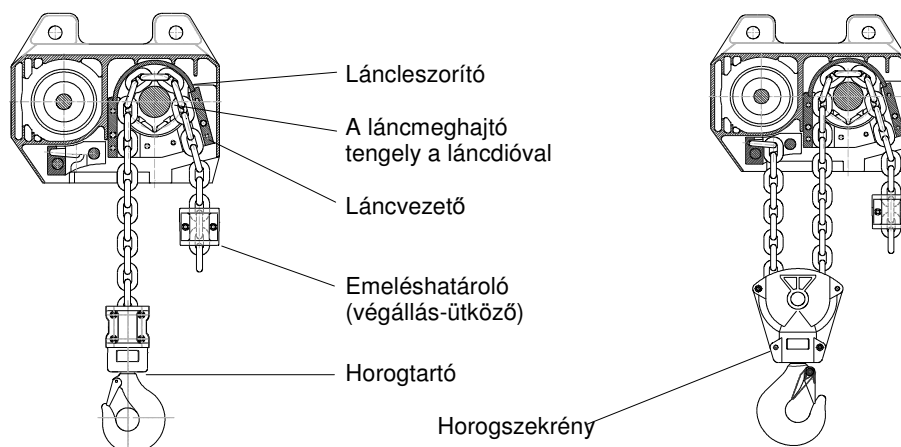 Láncleszorító
A láncmeghajtó
tengely a láncdióval
Láncvezető
Emeléshatároló
(végállás-ütköző)
Horogtartó
Horogszekrény